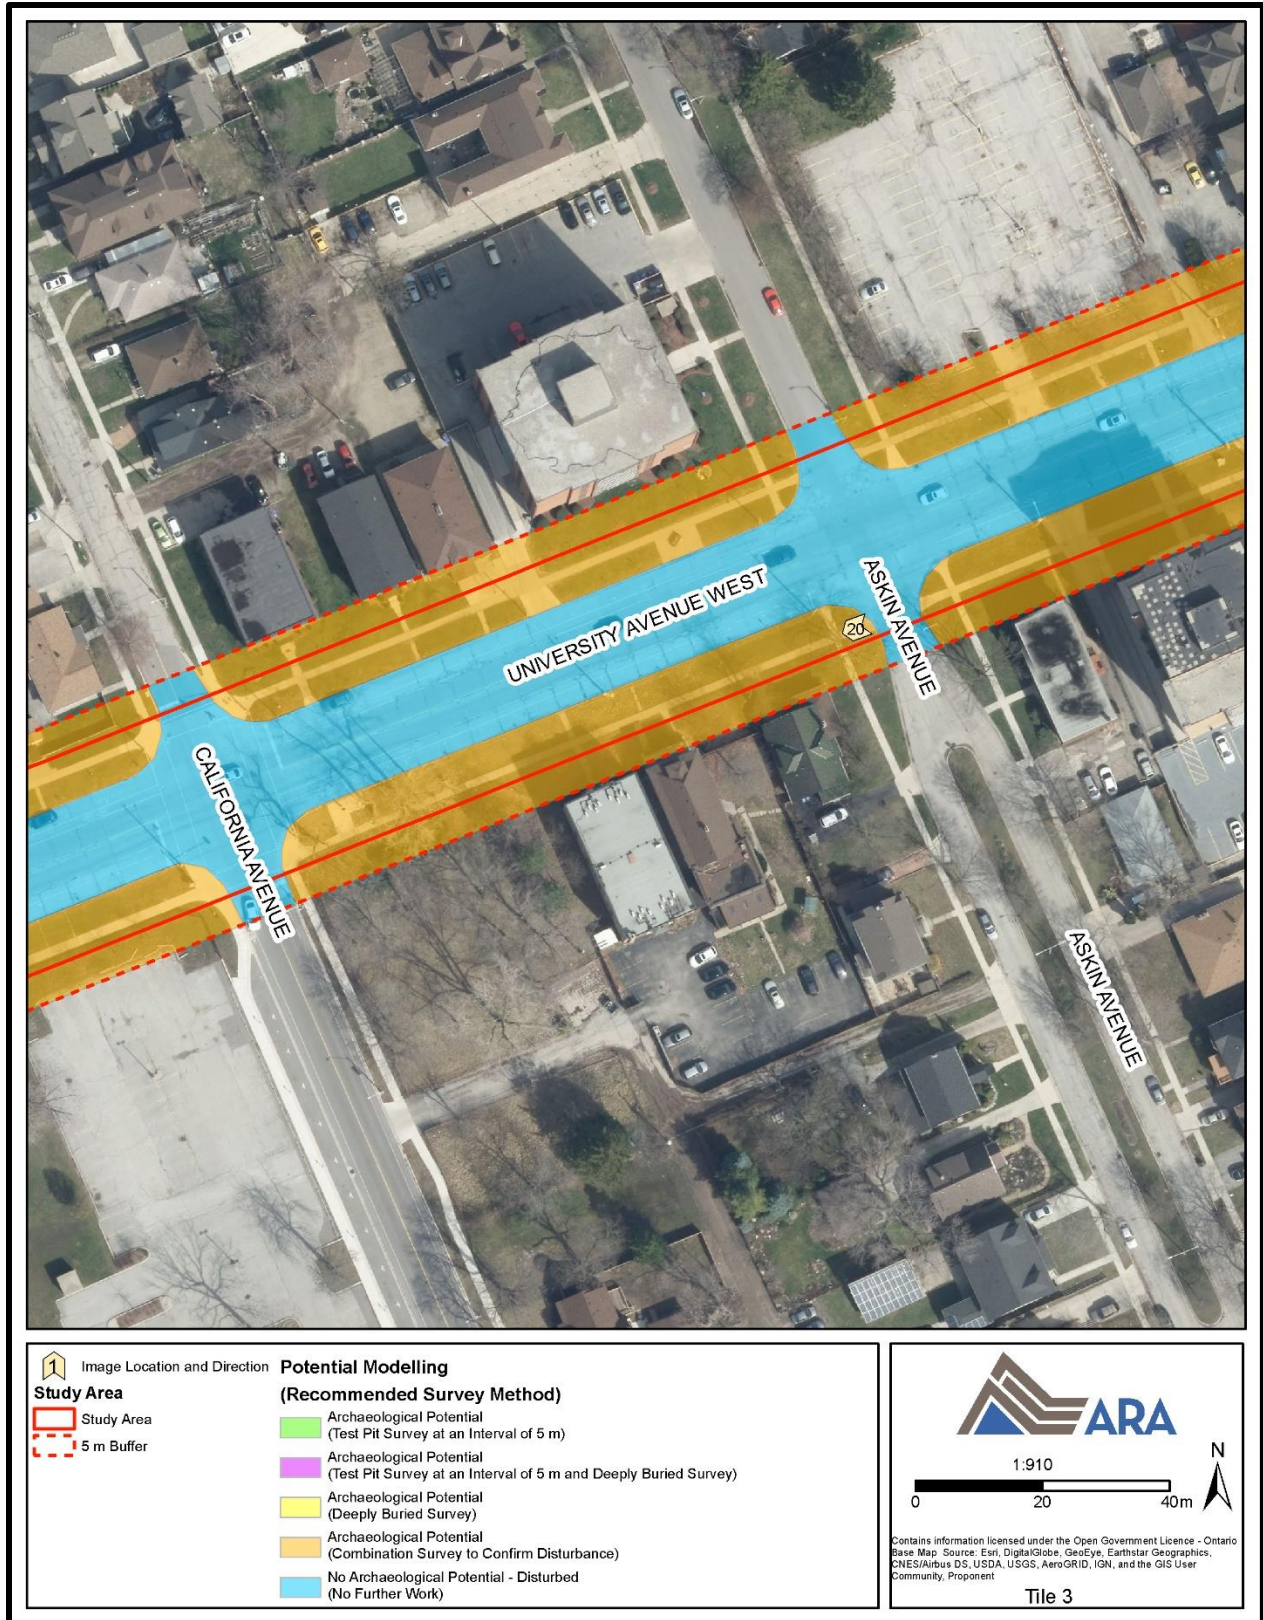 UNIVERSITY AVENUE WEST
ASKIN AVENUE
20
CALIFORNIA AVENUE
ASKIN AVENUE
1 Image Location and Direction
Study Area
Study Area
5 m Buffer
Potential Modelling
(Recommended Survey Method)
Archaeological Potential
(Test Pit Survey at an Interval of 5 m)
Archaeological Potential
(Test Pit Survey at an Interval of 5 m and Deeply Buried Survey)
Archaeological Potential
(Deeply Buried Survey)
Archaeological Potential
(Combination Survey to Confirm Disturbance)
No Archaeological Potential - Disturbed
(No Further Work)
ARA
N
1:910
0 20 40m
Contains information licensed under the Open Government Licence - Ontario
Base Map Source: Esri, DigitalGlobe, GeoEye, Earthstar Geographics,
CNES/Airbus DS, USDA, USGS, AeroGRID, IGN, and the GIS User
Community, Proponent
Tile 3